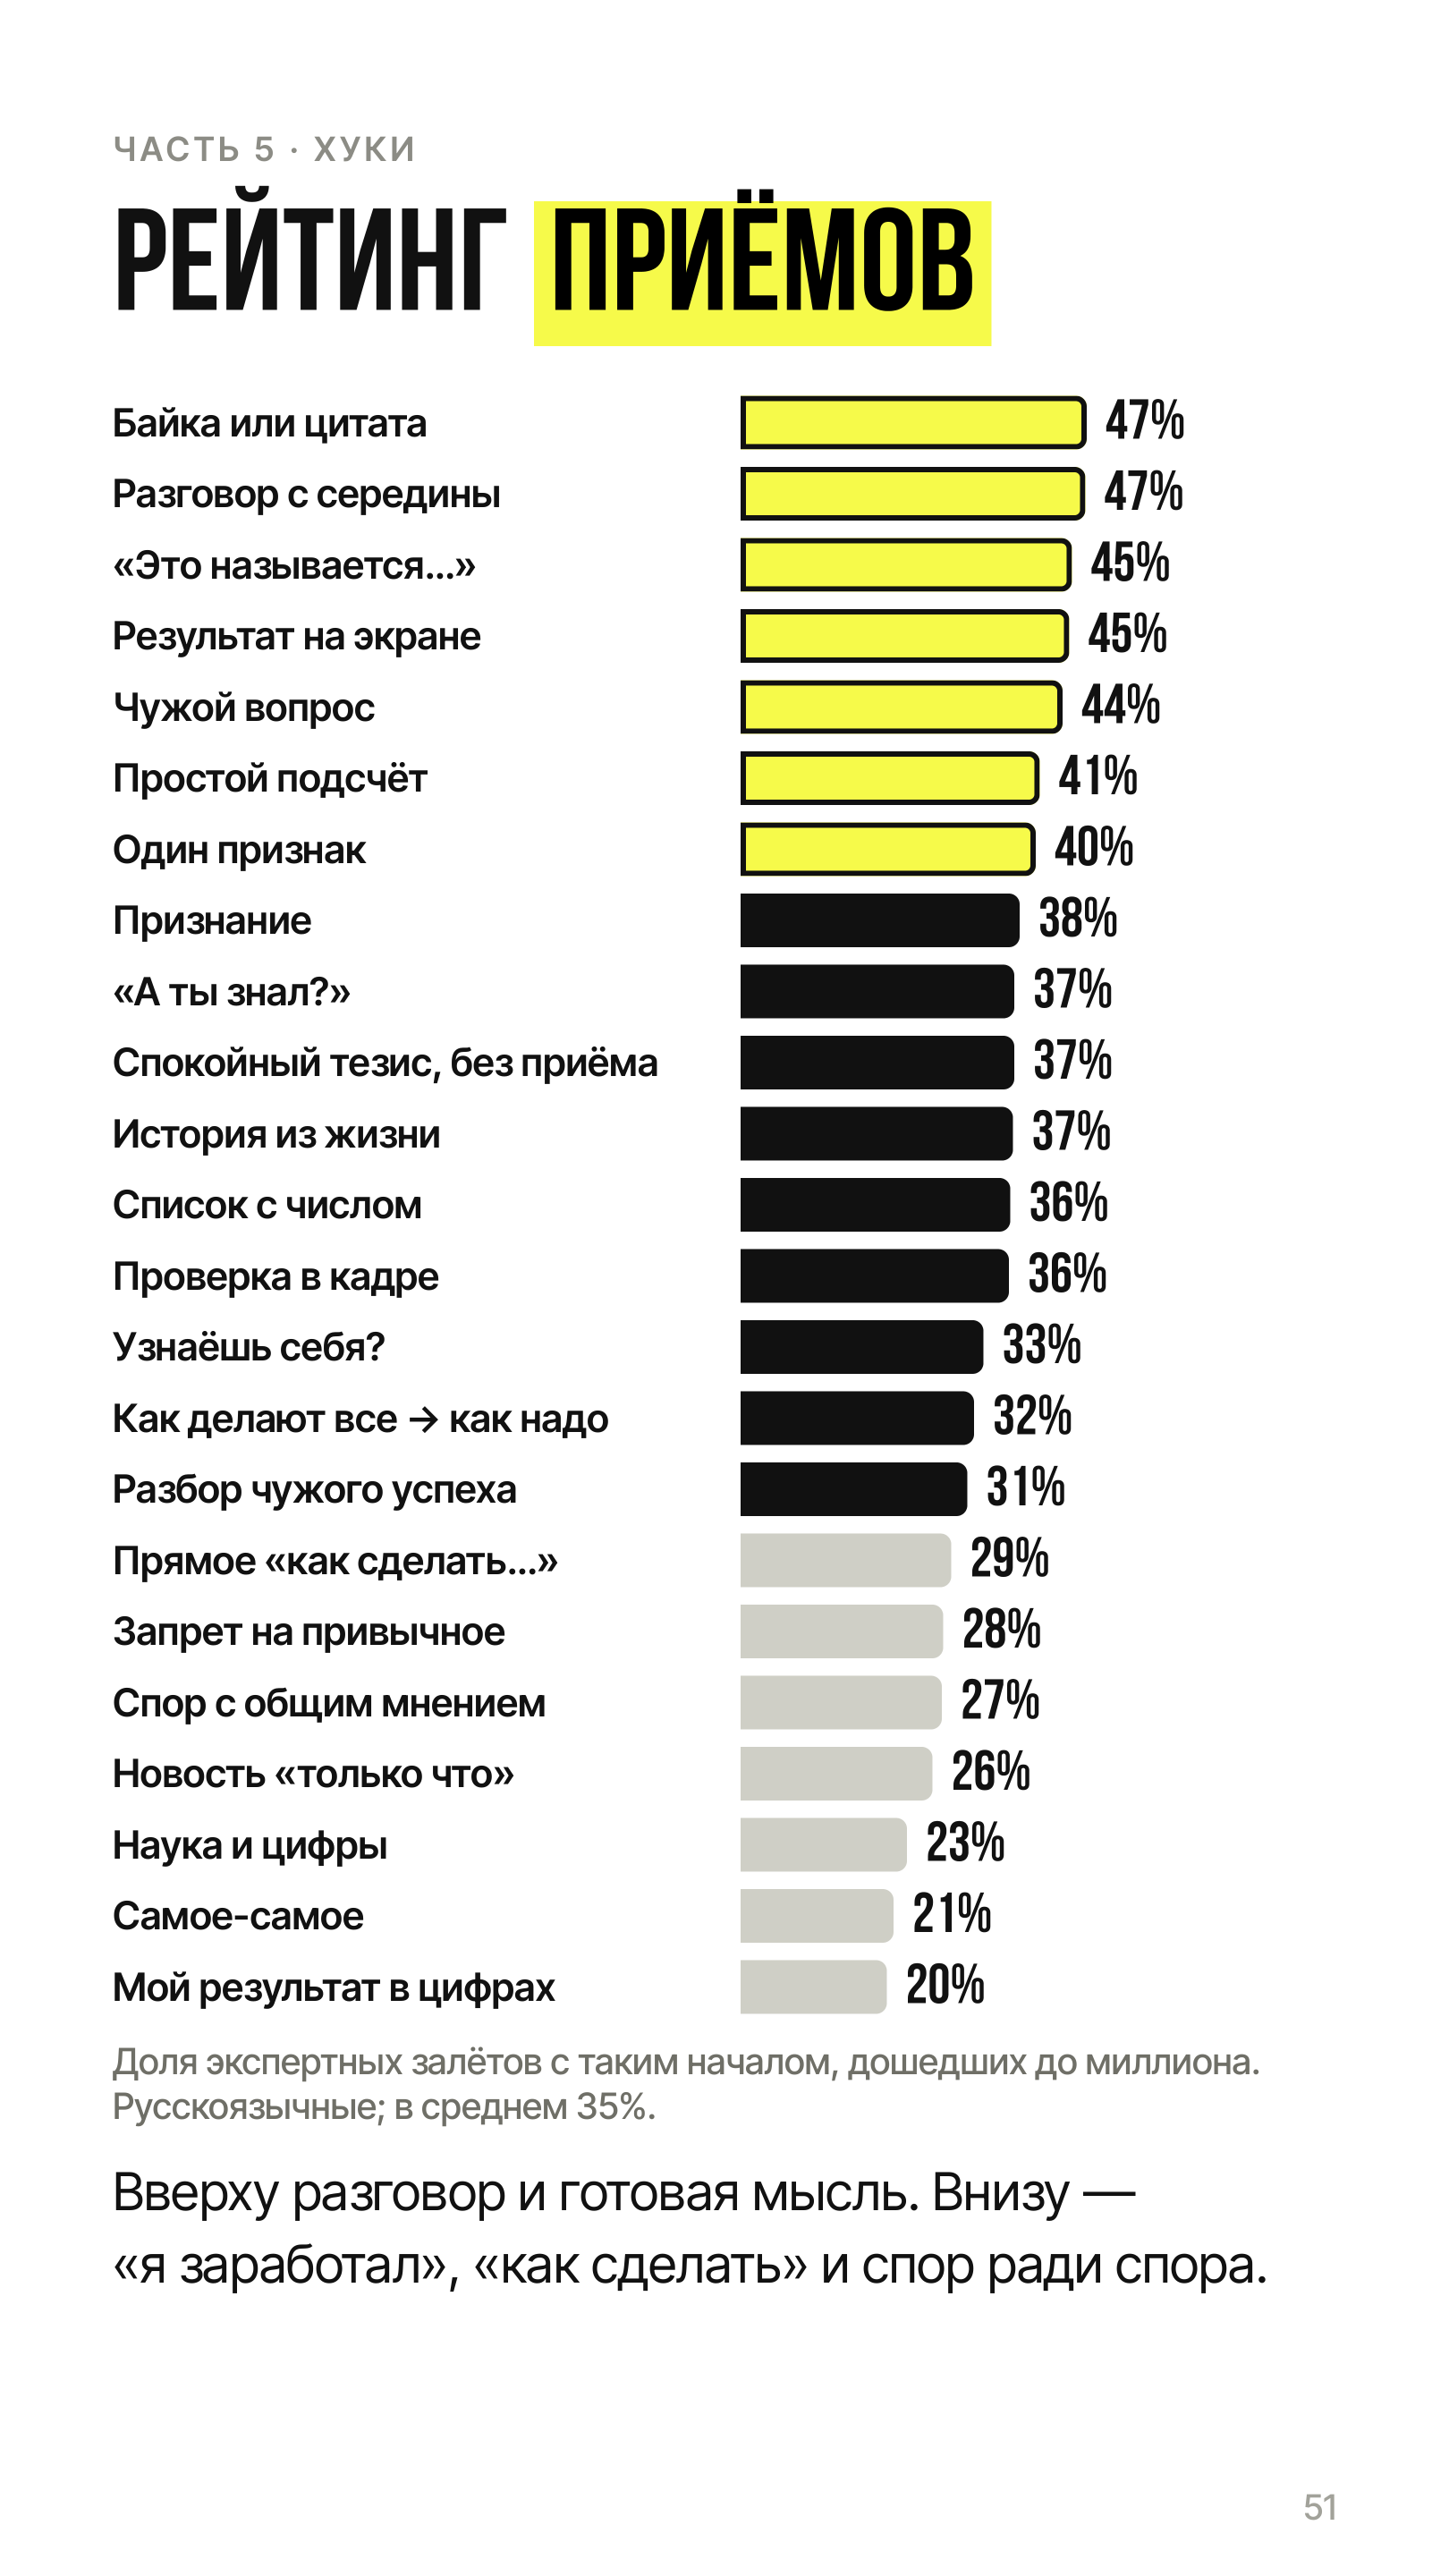 ЧАСТЬ 5 · ХУКИ
РЕЙТИНГ ПРИЁМОВ
Байка или цитата 47%
Разговор с середины 47%
«Это называется...» 45%
Результат на экране 45%
Чужой вопрос 44%
Простой подсчёт 41%
Один признак 40%
Признание 38%
«А ты знал?» 37%
Спокойный тезис, без приёма 37%
История из жизни 37%
Список с числом 36%
Проверка в кадре 36%
Узнаёшь себя? 33%
Как делают все → как надо 32%
Разбор чужого успеха 31%
Прямое «как сделать...» 29%
Запрет на привычное 28%
Спор с общим мнением 27%
Новость «только что» 26%
Наука и цифры 23%
Самое-самое 21%
Мой результат в цифрах 20%
Доля экспертных залётов с таким началом, дошедших до миллиона.
Русскоязычные; в среднем 35%.
Вверху разговор и готовая мысль. Внизу —
«я заработал», «как сделать» и спор ради спора.
51